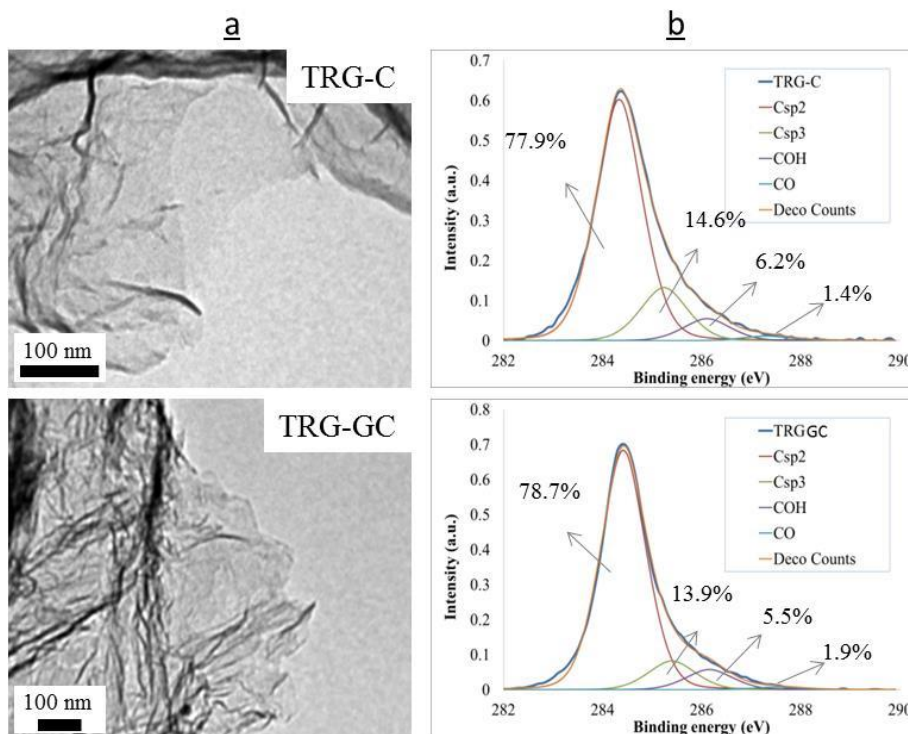 a
b
TRG-C
100 nm
0.7
0.6
0.5
0.4
0.3
0.2
0.1
0
Intensity (a.u.)
77.9%
14.6%
6.2%
1.4%
TRG-C
Csp2
Csp3
COH
CO
Deco Counts
282
284
286
288
290
Binding energy (eV)
TRG-GC
100 nm
0.8
0.7
0.6
0.5
0.4
0.3
0.2
0.1
0
Intensity (a.u.)
78.7%
13.9%
5.5%
1.9%
TRGGC
Csp2
Csp3
COH
CO
Deco Counts
282
284
286
288
290
Binding energy (eV)